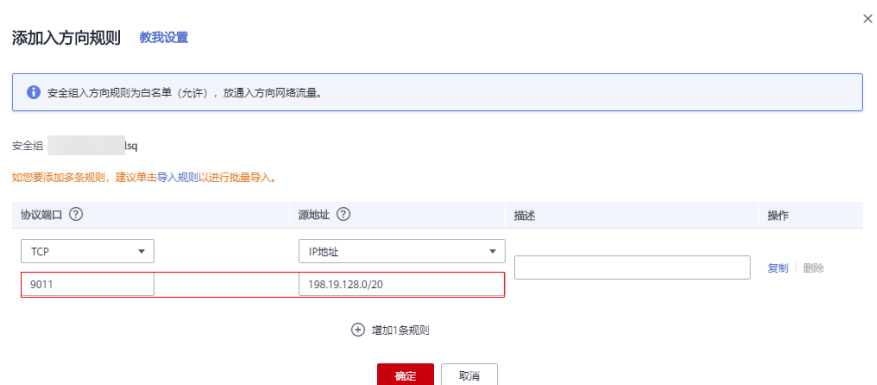 添加入方向规则 教我设置
安全组入方向规则为白名单（允许），放通入方向网络流量。
安全组 lsq
如您要添加多条规则，建议单击导入规则以进行批量导入。
协议端口 源地址 描述 操作
TCP IP地址
复制 删除
9011 198.19.128.0/20
增加1条规则
确定 取消